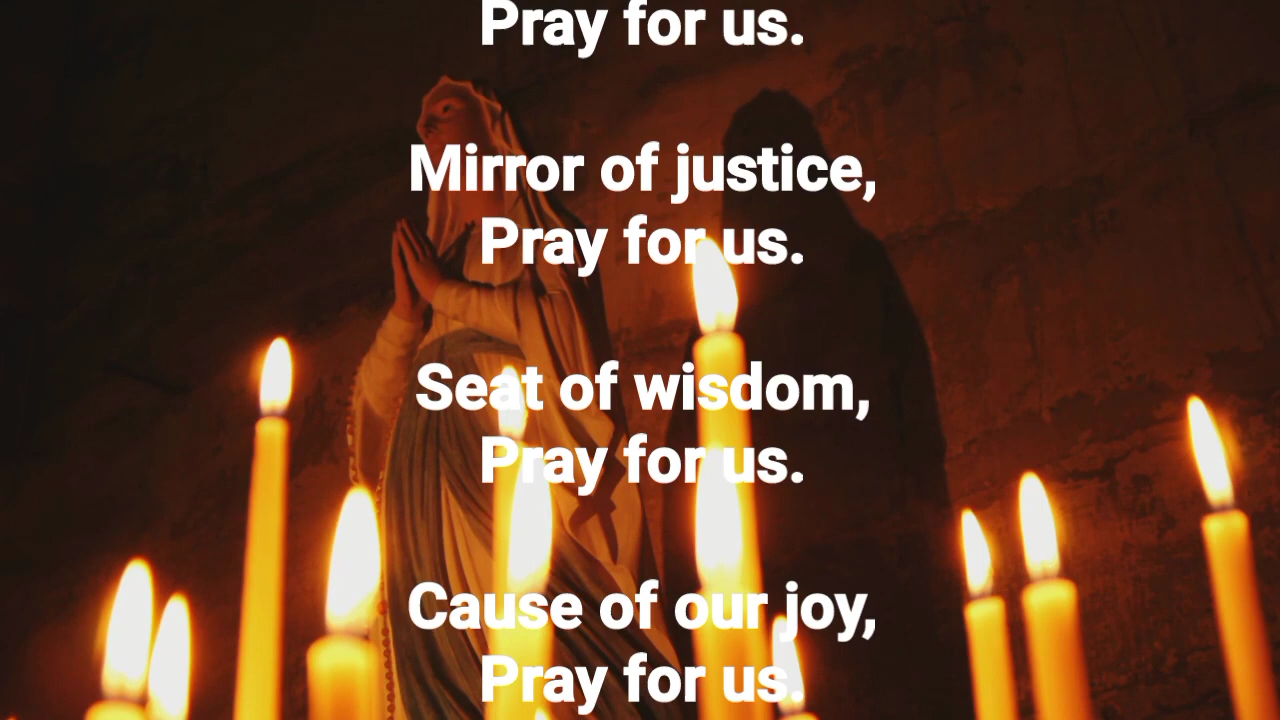 Pray for us.
Mirror of justice,
Pray for us.
Seat of wisdom,
Pray for us.
Cause of our joy,
Pray for us.